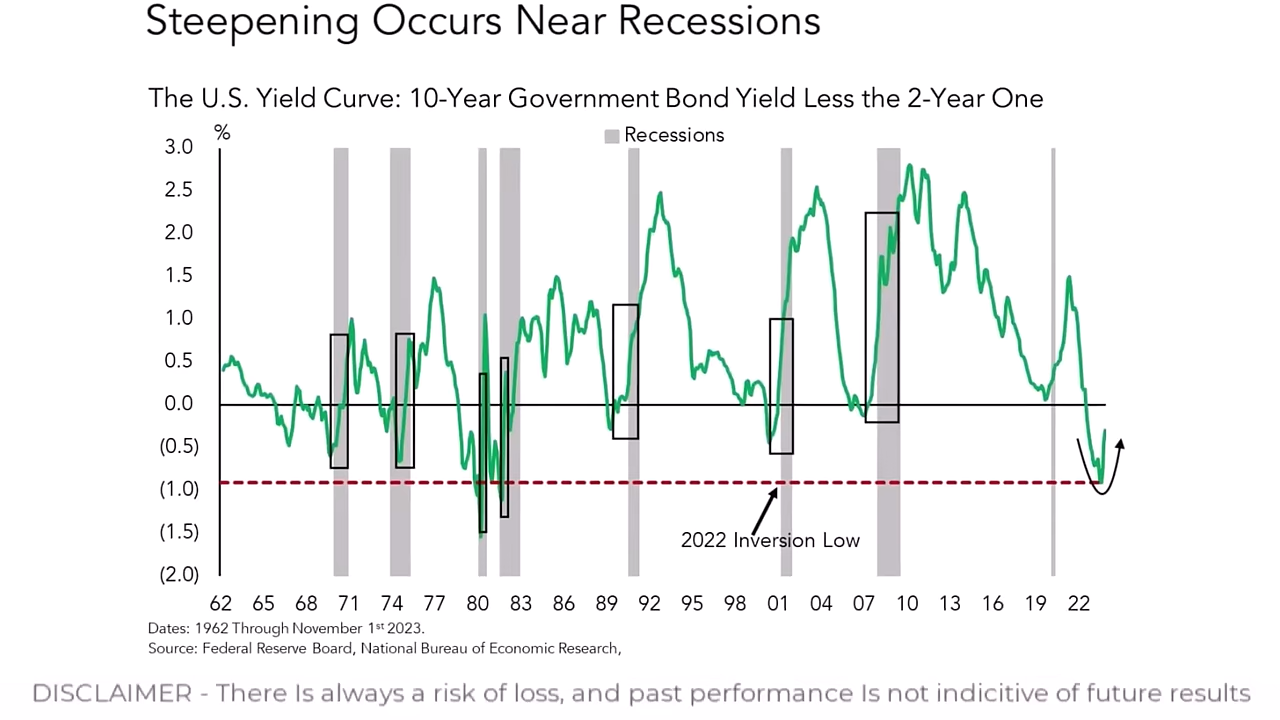 Steepening Occurs Near Recessions
The U.S. Yield Curve: 10-Year Government Bond Yield Less the 2-Year One
%
Recessions
3.0
2.5
2.0
1.5
1.0
0.5
0.0
(0.5)
(1.0)
(1.5)
(2.0)
2022 Inversion Low
62 65 68 71 74 77 80 83 86 89 92 95 98 01 04 07 10 13 16 19 22
Dates: 1962 Through November 1st 2023.
Source: Federal Reserve Board, National Bureau of Economic Research,
DISCLAIMER - There Is always a risk of loss, and past performance Is not indicitive of future results